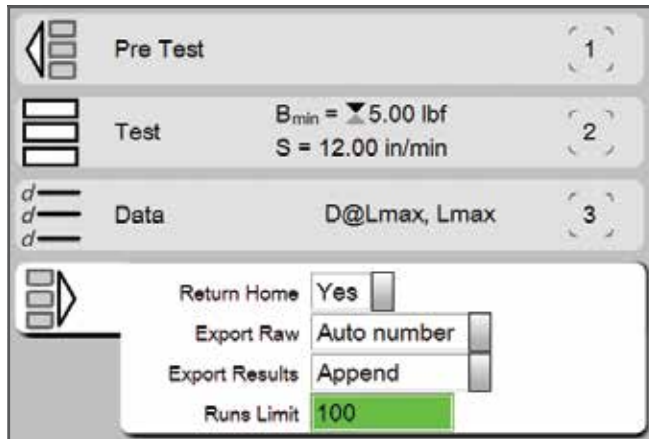 Pre Test 1
Test Bmin = 5.00 lbf 2
S = 12.00 in/min
d
d Data D@Lmax, Lmax 3
d
Return Home Yes
Export Raw Auto number
Export Results Append
Runs Limit 100